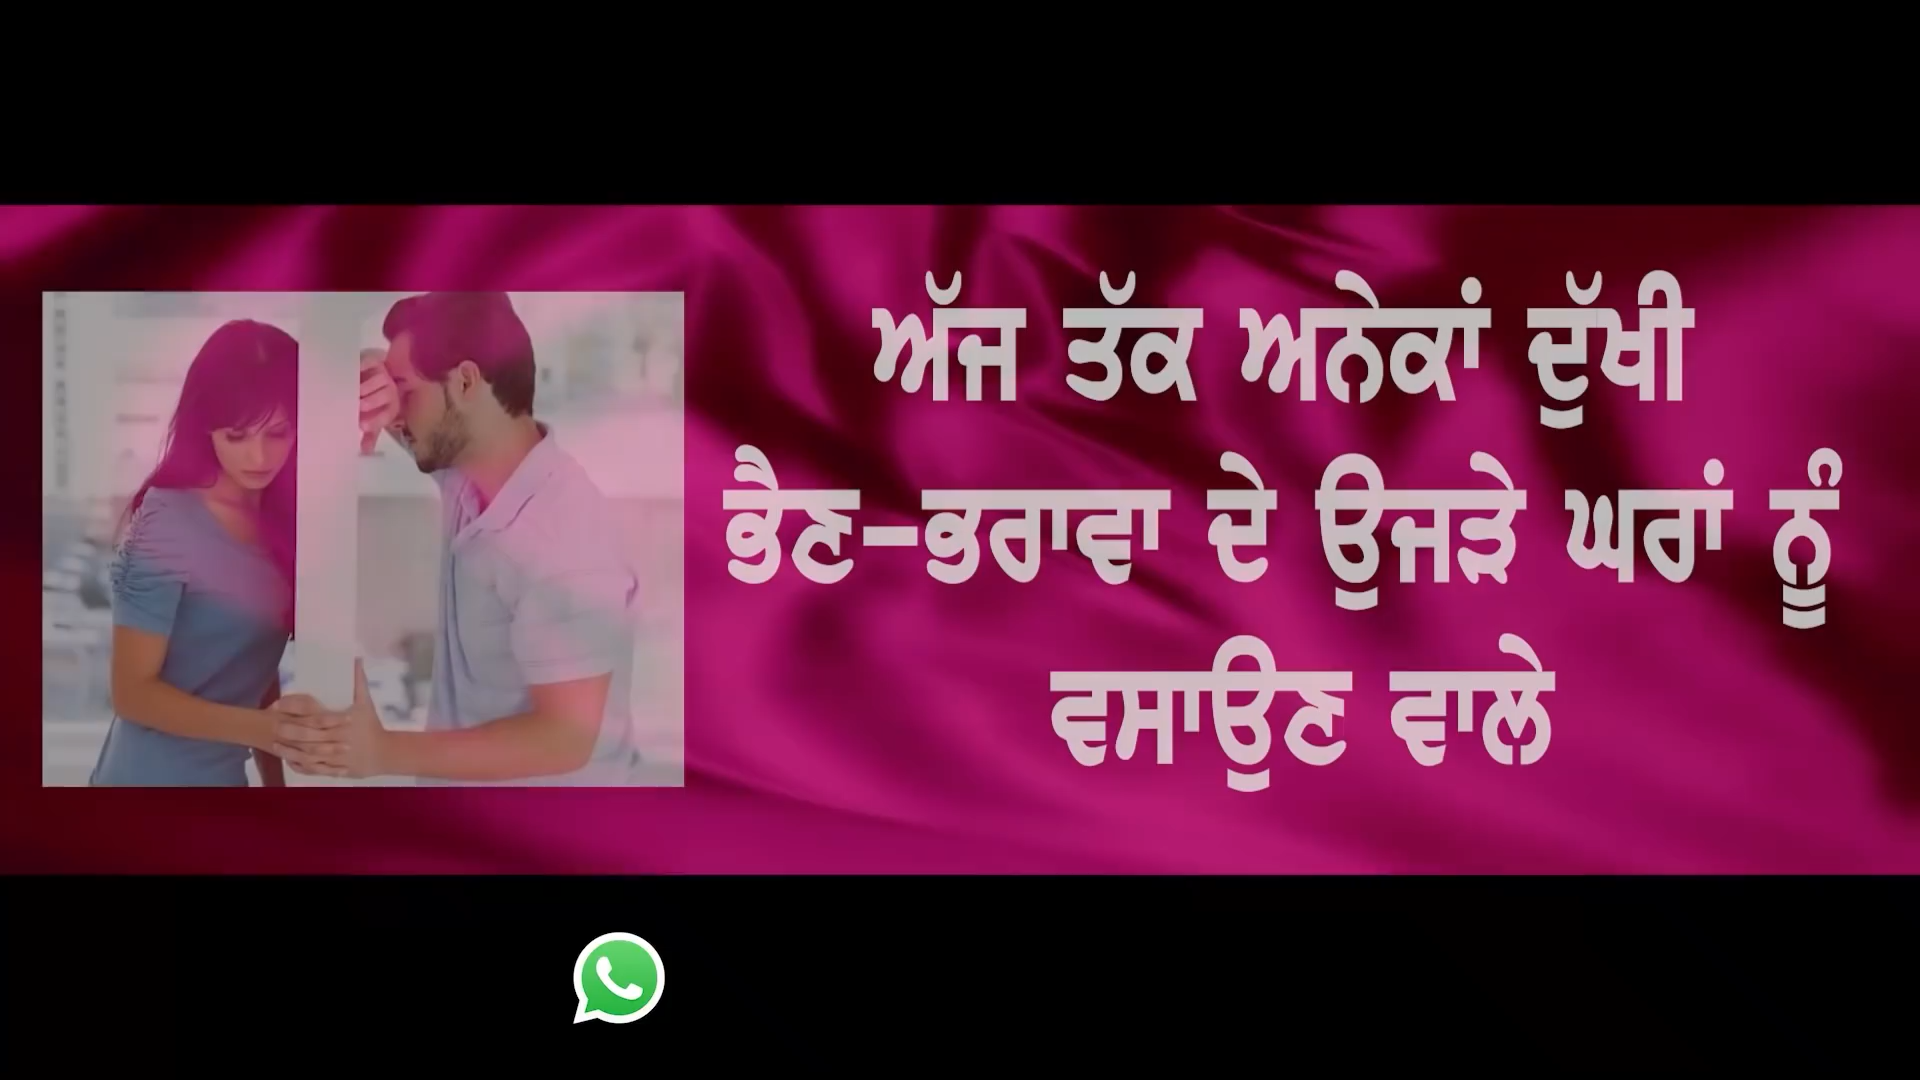 ਅੱਜ ਤੱਕ ਅਨੇਕਾਂ ਦੁੱਖੀ
ਭੈਣ-ਭਰਾਵਾ ਦੇ ਉਜੜੇ ਘਰਾਂ ਨੂੰ
ਵਸਾਉਣ ਵਾਲੇ